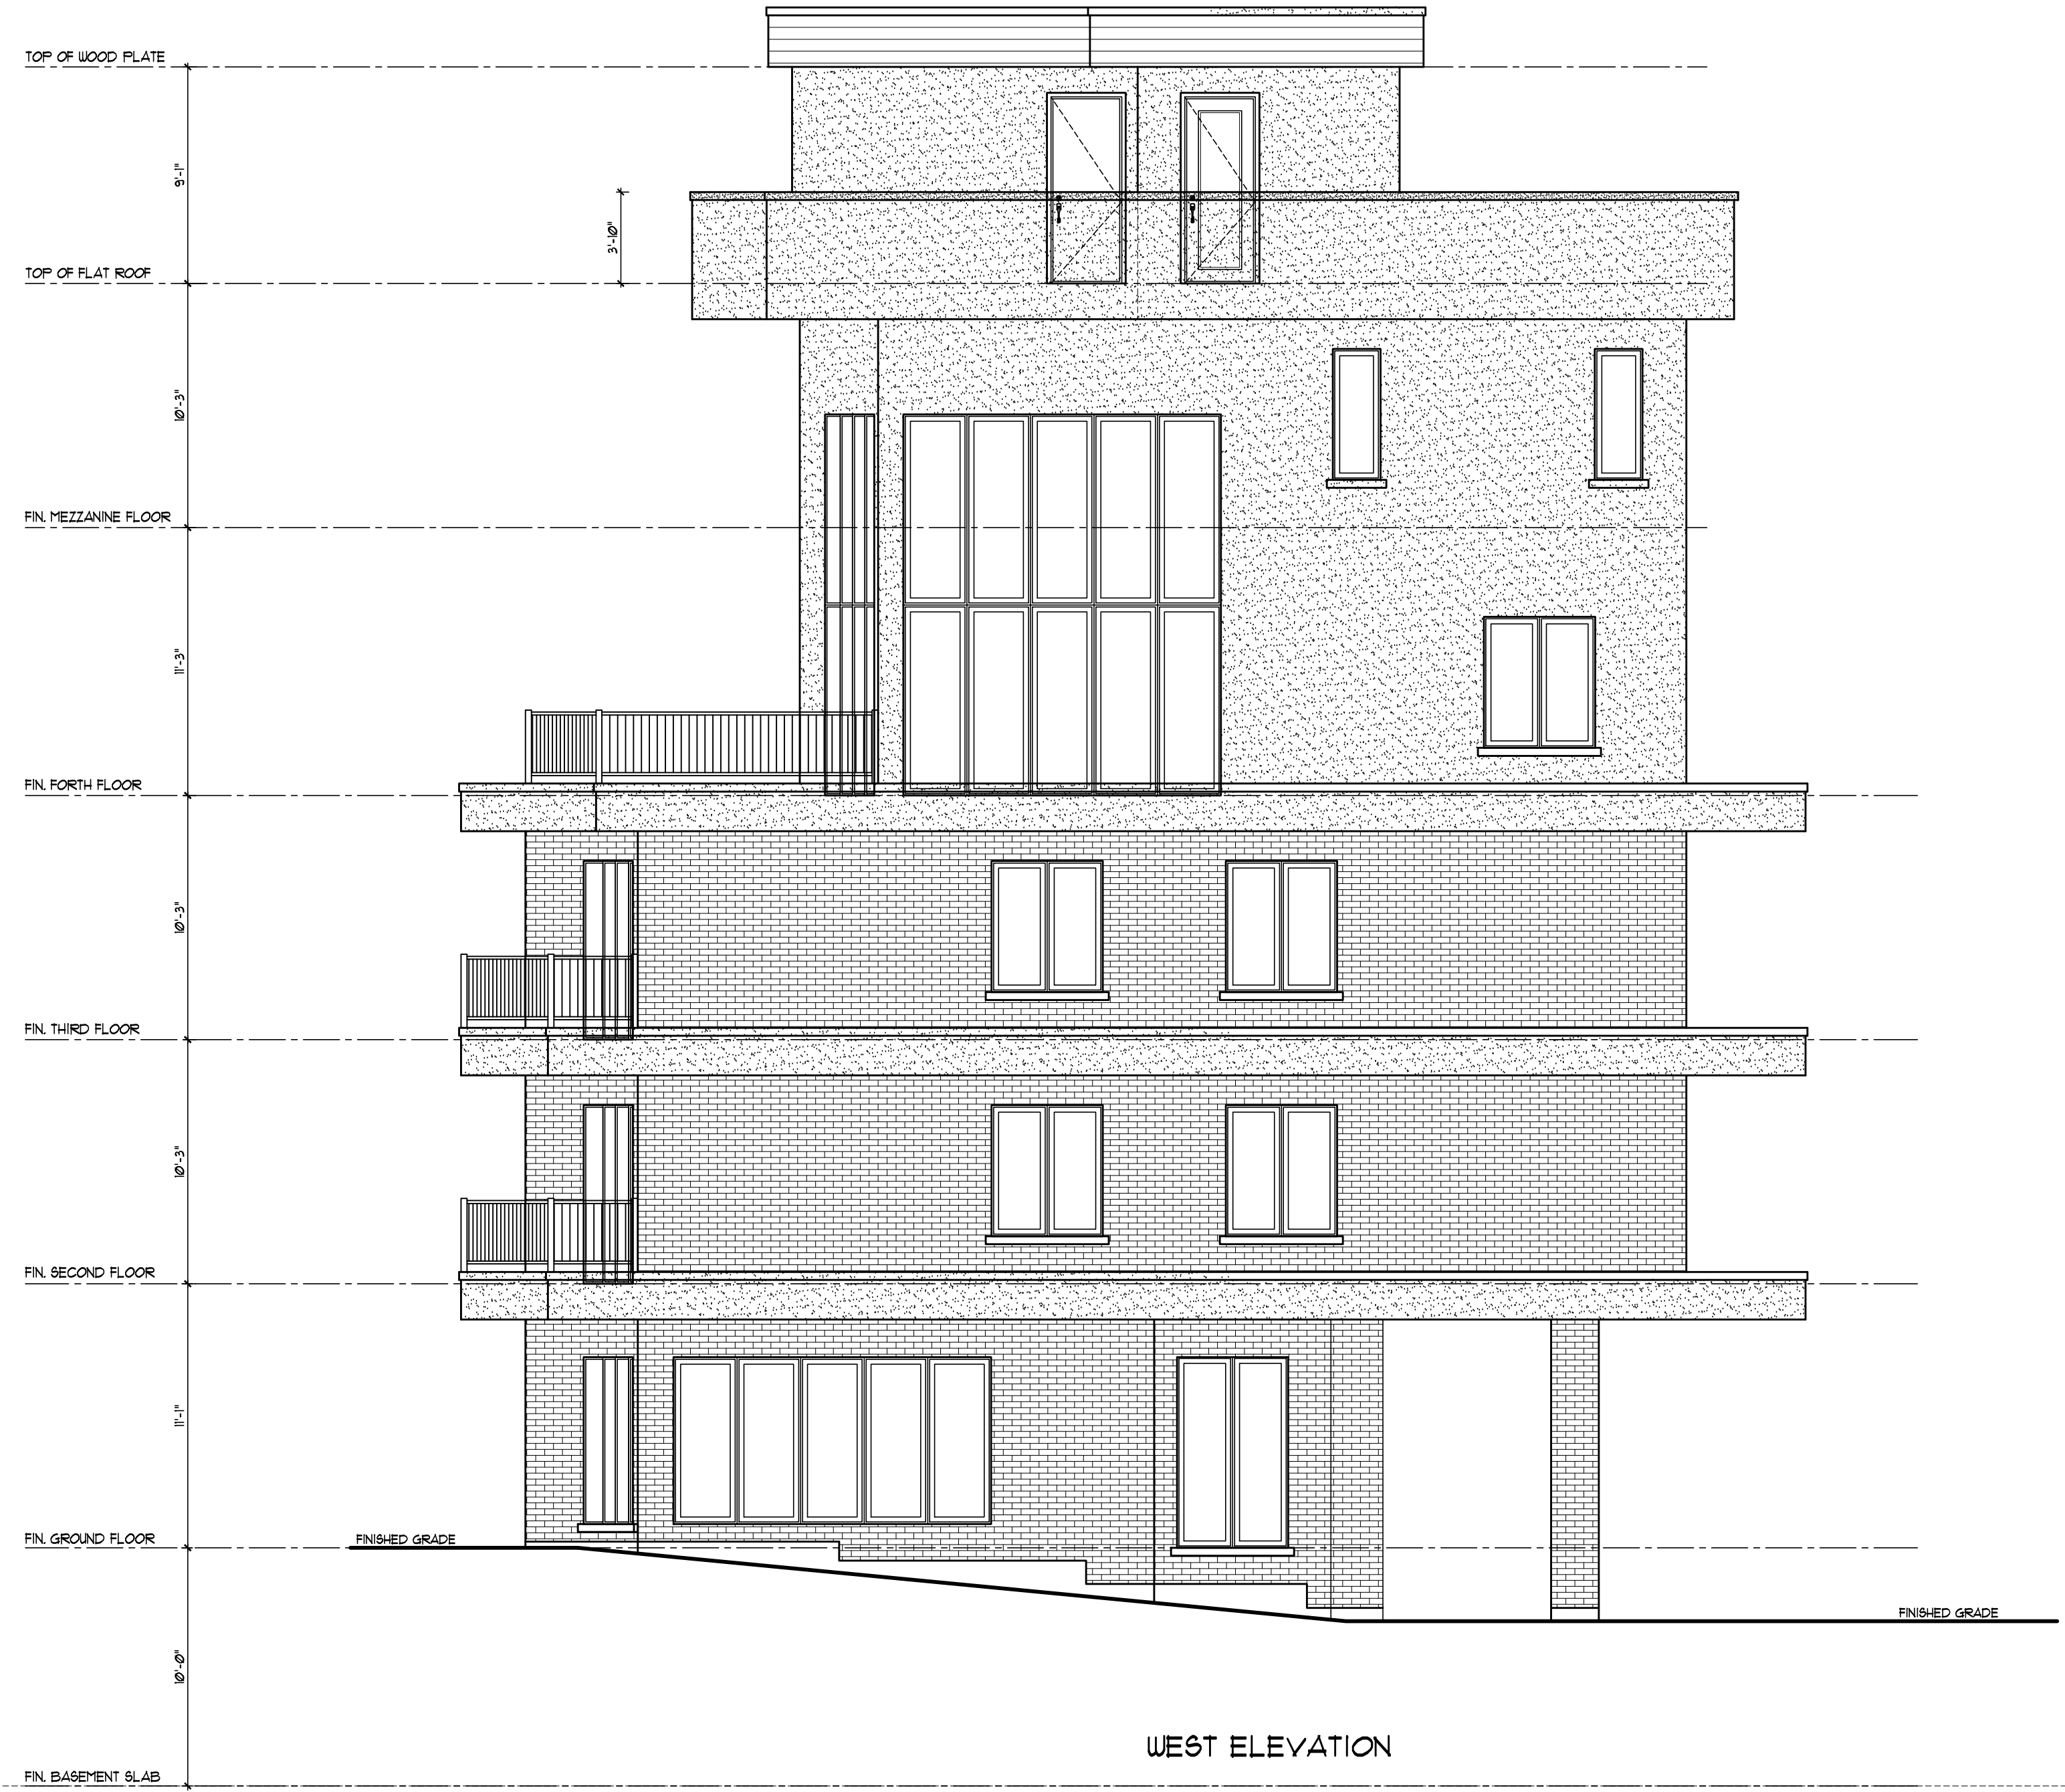 TOP OF WOOD PLATE
9'-1"
3'-10"
TOP OF FLAT ROOF
10'-3"
FIN. MEZZANINE FLOOR
11'-3"
FIN. FORTH FLOOR
10'-3"
FIN. THIRD FLOOR
10'-3"
FIN. SECOND FLOOR
11'-1"
FIN. GROUND FLOOR
FINISHED GRADE
FINISHED GRADE
10'-0"
WEST ELEVATION
FIN. BASEMENT SLAB